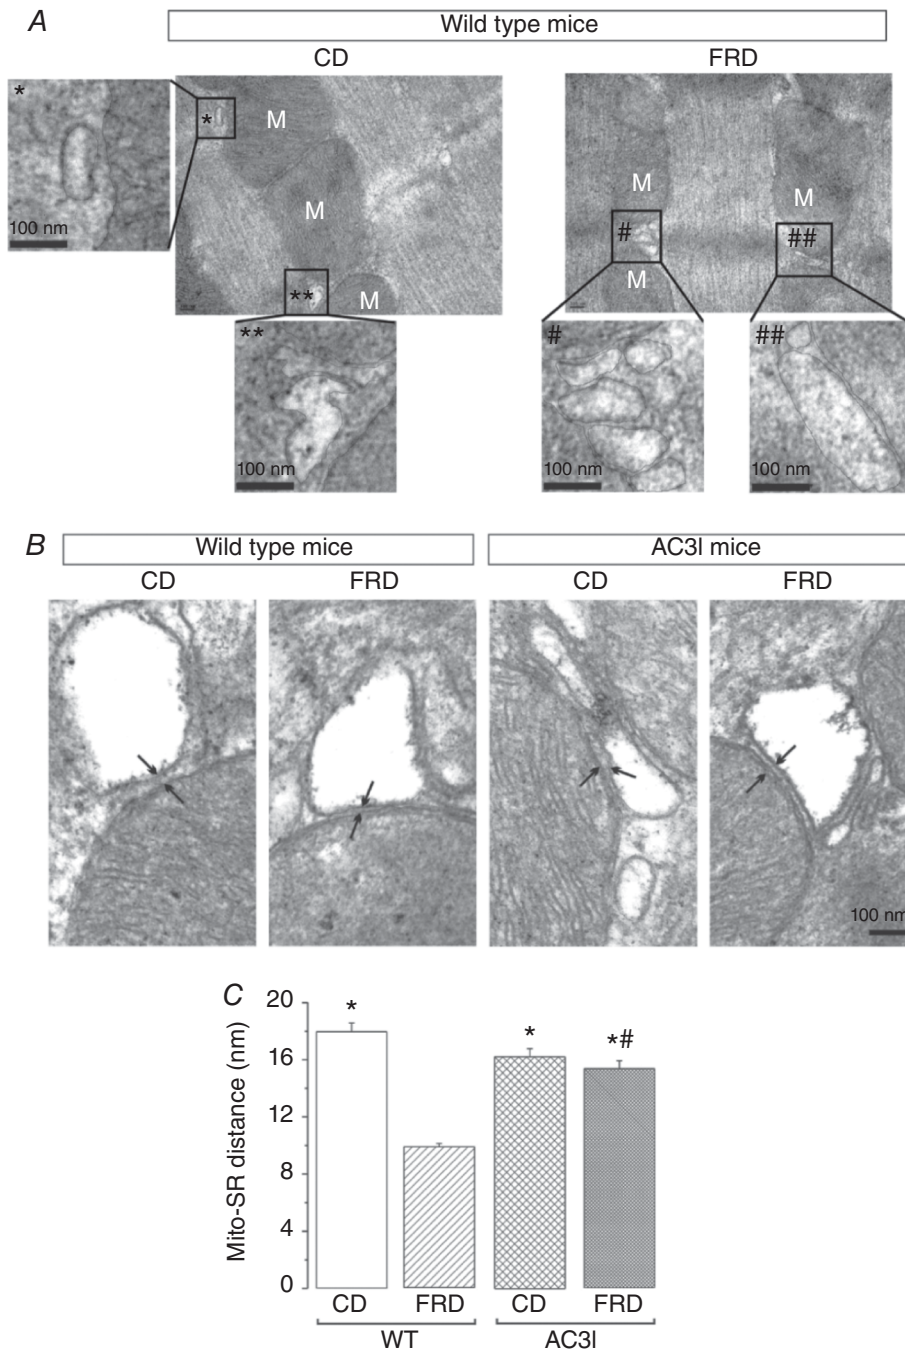 A
Wild type mice
CD
FRD
*
100 nm
*
M
M
**
M
**
100 nm
M
M
#
##
M
#
100 nm
##
100 nm
B
Wild type mice
AC3I mice
CD
FRD
CD
FRD
100 nm
C
Mito-SR distance (nm)
20
16
12
8
4
0
*
*
*#
CD
FRD
CD
FRD
WT
AC3I